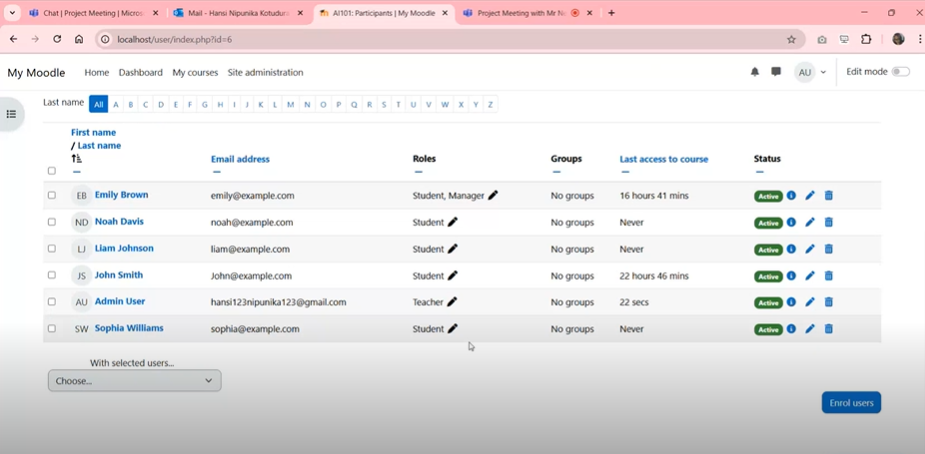 Chat | Project Meeting | Micros
Mail - Hansi Nipunika Kotudura
AI101: Participants | My Moodle
Project Meeting with Mr N
localhost/user/index.php?id=6
My Moodle
Home
Dashboard
My courses
Site administration
AU
Edit mode
Last name
All A B C D E F G H I J K L M N O P Q R S T U V W X Y Z
First name
/ Last name
Email address
Roles
Groups
Last access to course
Status
EB Emily Brown emily@example.com Student, Manager No groups 16 hours 41 mins Active
ND Noah Davis noah@example.com Student No groups Never Active
LJ Liam Johnson liam@example.com Student No groups Never Active
JS John Smith John@example.com Student No groups 22 hours 46 mins Active
AU Admin User hansi123nipunika123@gmail.com Teacher No groups 22 secs Active
SW Sophia Williams sophia@example.com Student No groups Never Active
With selected users...
Choose...
Enrol users